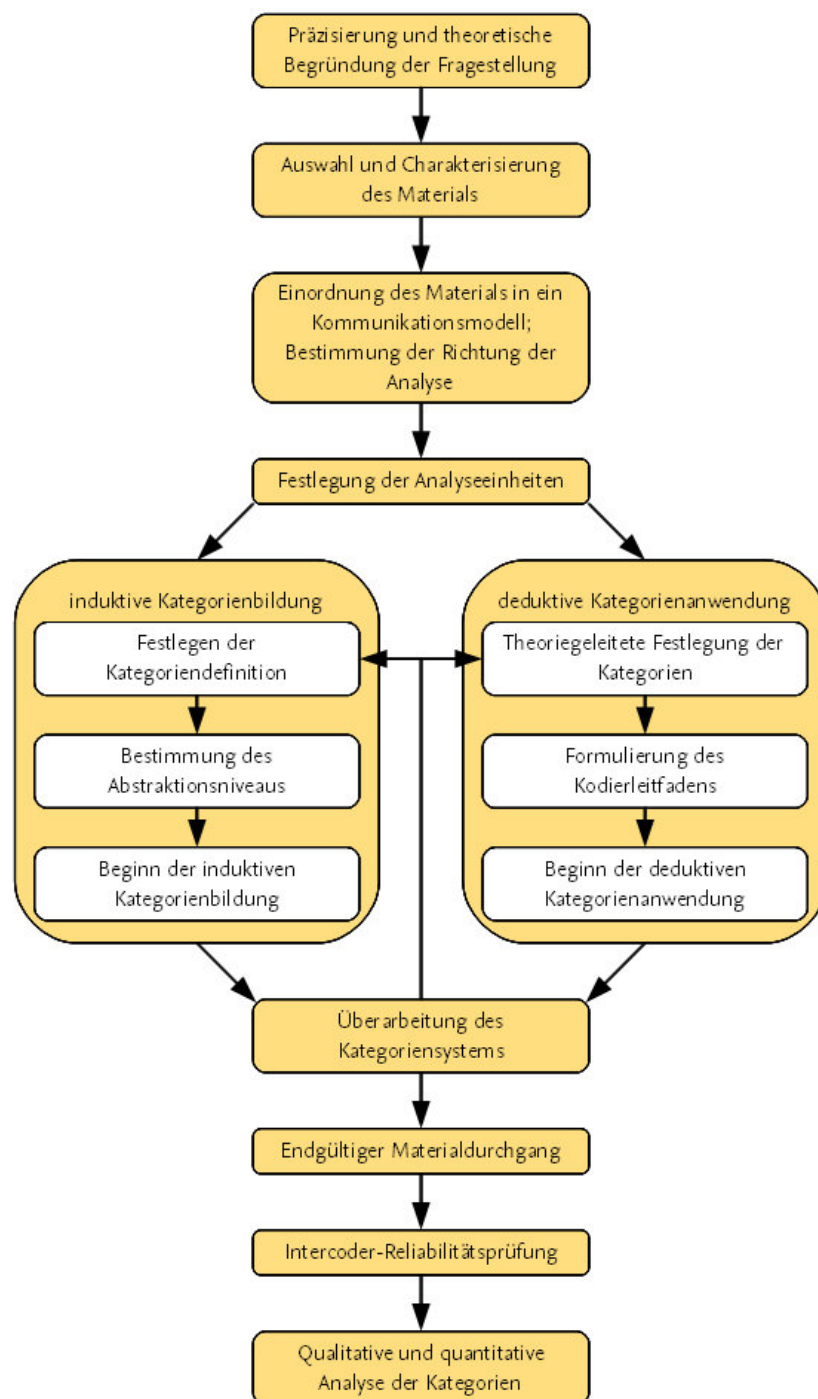 Präzisierung und theoretische
Begründung der Fragestellung
Auswahl und Charakterisierung
des Materials
Einordnung des Materials in ein
Kommunikationsmodell;
Bestimmung der Richtung der
Analyse
Festlegung der Analyseeinheiten
induktive Kategorienbildung
Festlegen der
Kategoriendefinition
Bestimmung des
Abstraktionsniveaus
Beginn der induktiven
Kategorienbildung
deduktive Kategorienanwendung
Theoriegeleitete Festlegung der
Kategorien
Formulierung des
Kodierleitfadens
Beginn der deduktiven
Kategorienanwendung
Überarbeitung des
Kategoriensystems
Endgültiger Materialdurchgang
Intercoder-Reliabilitätsprüfung
Qualitative und quantitative
Analyse der Kategorien